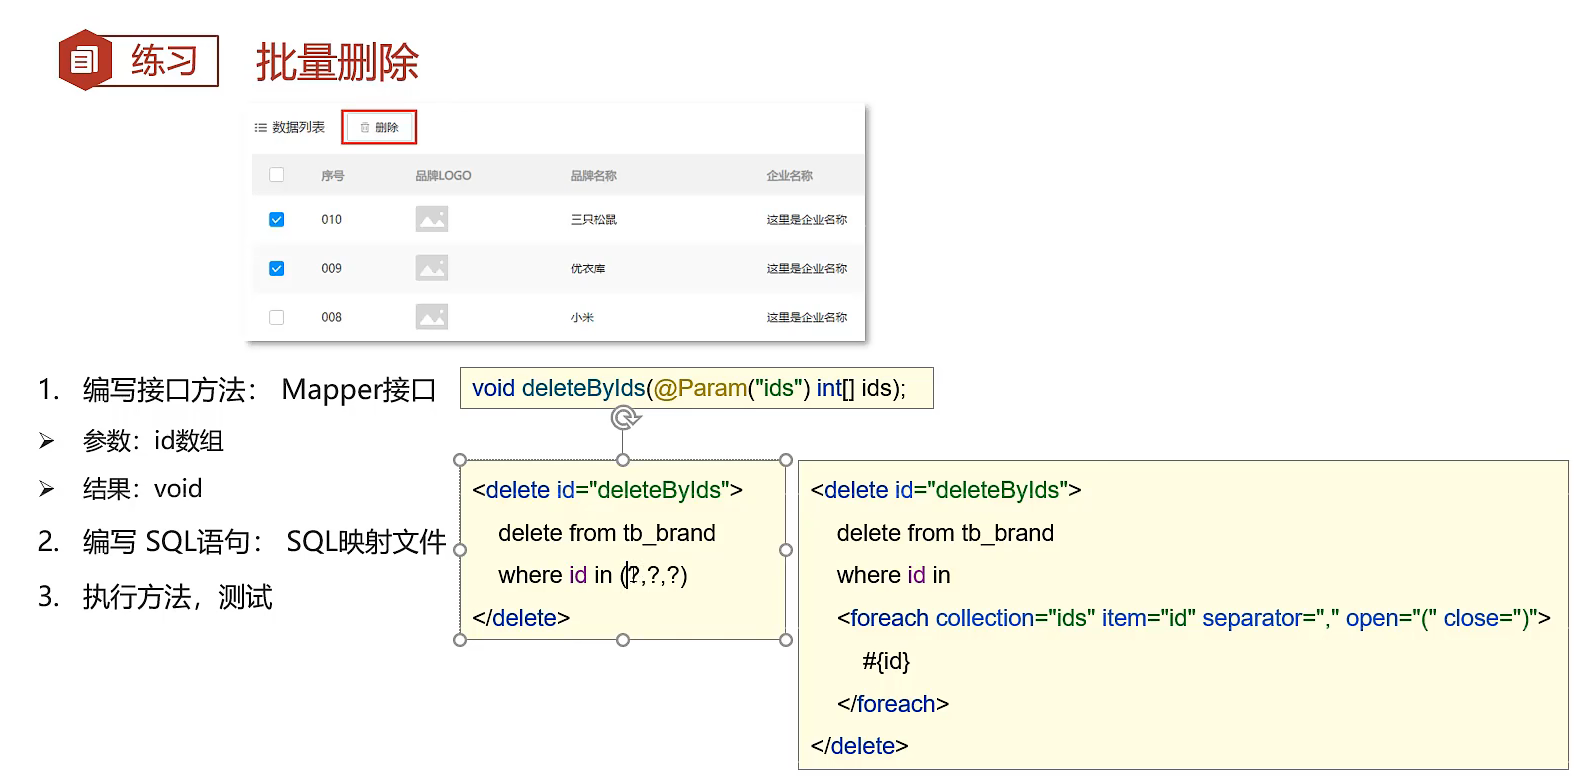 练习 批量删除
数据列表 删除
序号 品牌LOGO 品牌名称 企业名称
010 三只松鼠 这里是企业名称
009 优衣库 这里是企业名称
008 小米 这里是企业名称
1. 编写接口方法： Mapper接口
void deleteByIds(@Param("ids") int[] ids);
➢ 参数：id数组
➢ 结果：void
2. 编写 SQL语句： SQL映射文件
3. 执行方法，测试
<delete id="deleteByIds">
delete from tb_brand
where id in (?,?,?)
</delete>
<delete id="deleteByIds">
delete from tb_brand
where id in
<foreach collection="ids" item="id" separator="," open="(" close=")">
#{id}
</foreach>
</delete>